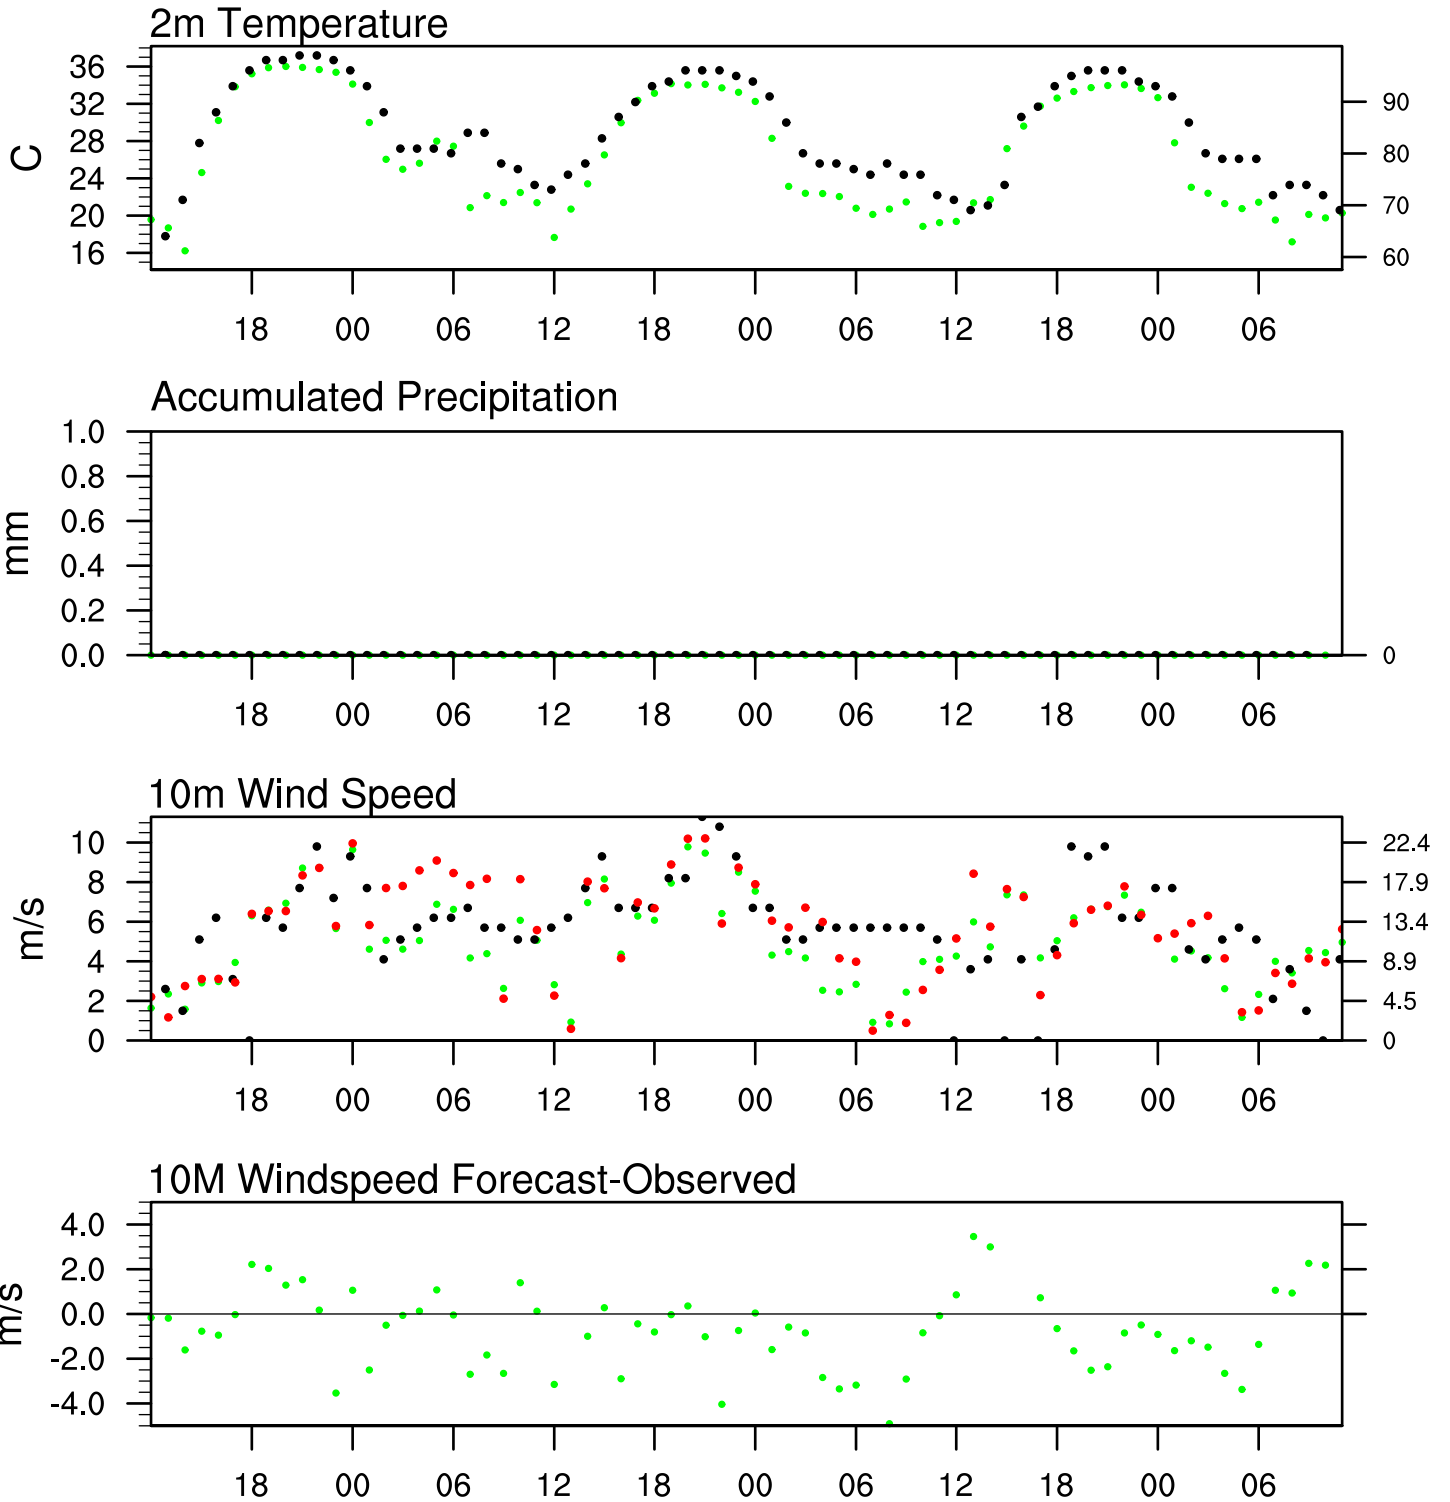 2m Temperature
36
32
28
24
20
16
C
90
80
70
60
18 00 06 12 18 00 06 12 18 00 06
Accumulated Precipitation
1.0
0.8
0.6
0.4
0.2
0.0
mm
0
18 00 06 12 18 00 06 12 18 00 06
10m Wind Speed
10
8
6
4
2
0
m/s
22.4
17.9
13.4
8.9
4.5
0
18 00 06 12 18 00 06 12 18 00 06
10M Windspeed Forecast-Observed
4.0
2.0
0.0
-2.0
-4.0
m/s
18 00 06 12 18 00 06 12 18 00 06